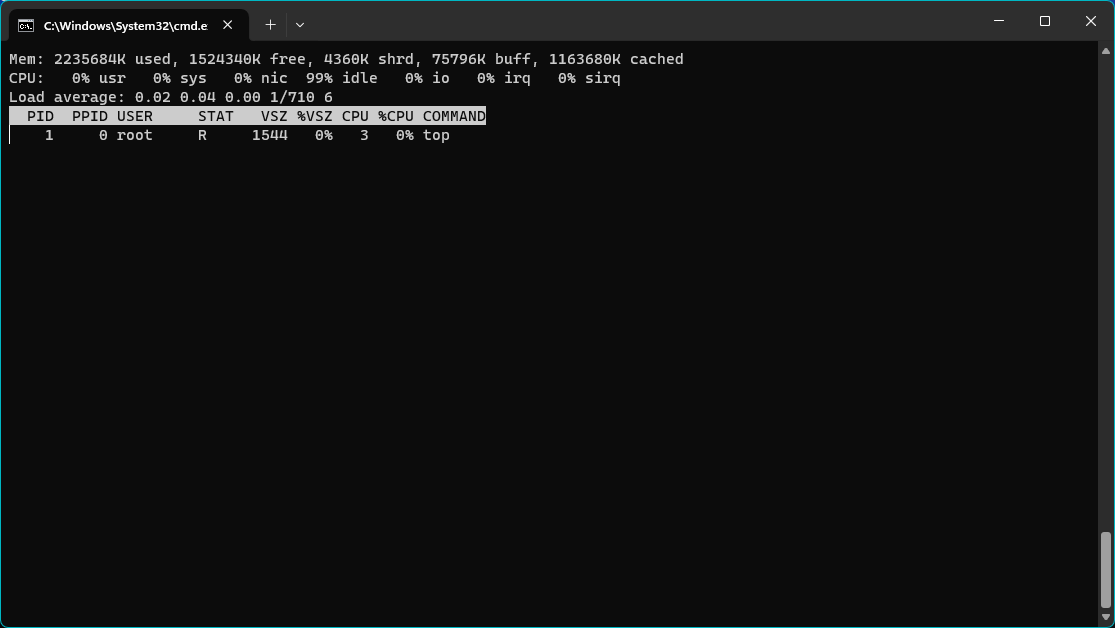 C:\Windows\System32\cmd.e
Mem: 2235684K used, 1524340K free, 4360K shrd, 75796K buff, 1163680K cached
CPU:   0% usr   0% sys   0% nic  99% idle   0% io   0% irq   0% sirq
Load average: 0.02 0.04 0.00 1/710 6
  PID  PPID USER     STAT   VSZ %VSZ CPU %CPU COMMAND
    1     0 root     R     1544   0%   3   0% top